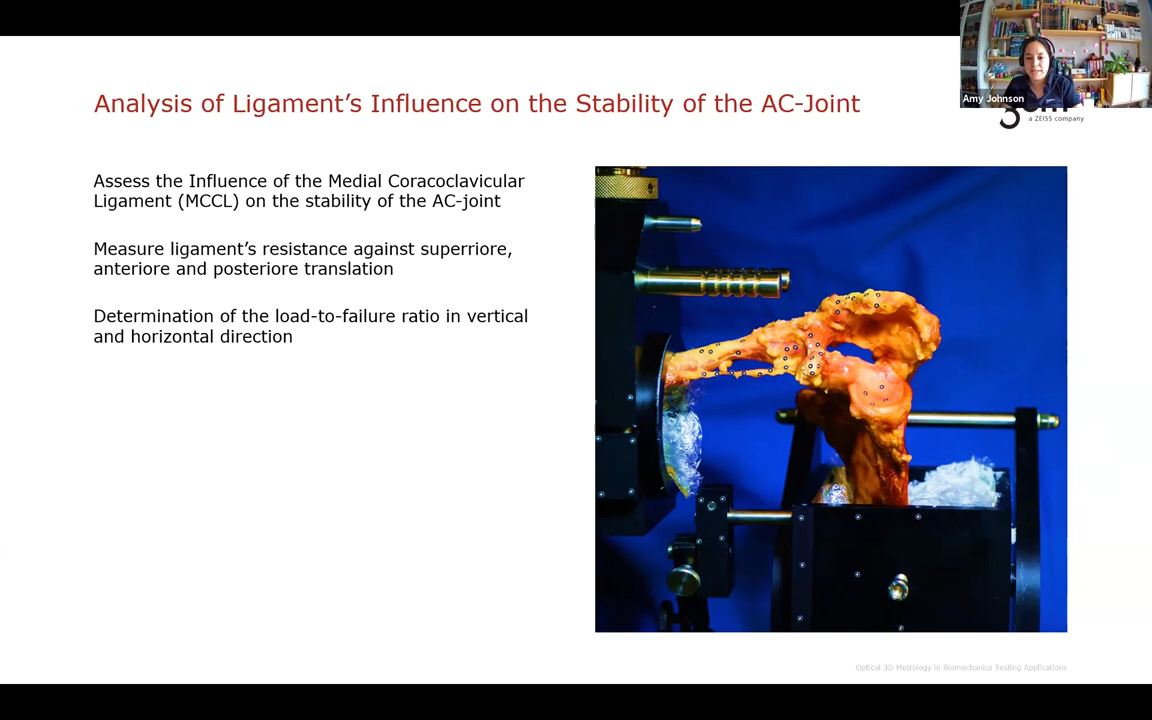 Amy Johnson
Analysis of Ligament’s Influence on the Stability of the AC-Joint
a ZEISS company
Assess the Influence of the Medial Coracoclavicular
Ligament (MCCL) on the stability of the AC-joint
Measure ligament’s resistance against superriore,
anteriore and posteriore translation
Determination of the load-to-failure ratio in vertical
and horizontal direction
Optical 3D Metrology in Biomechanics Testing Applications